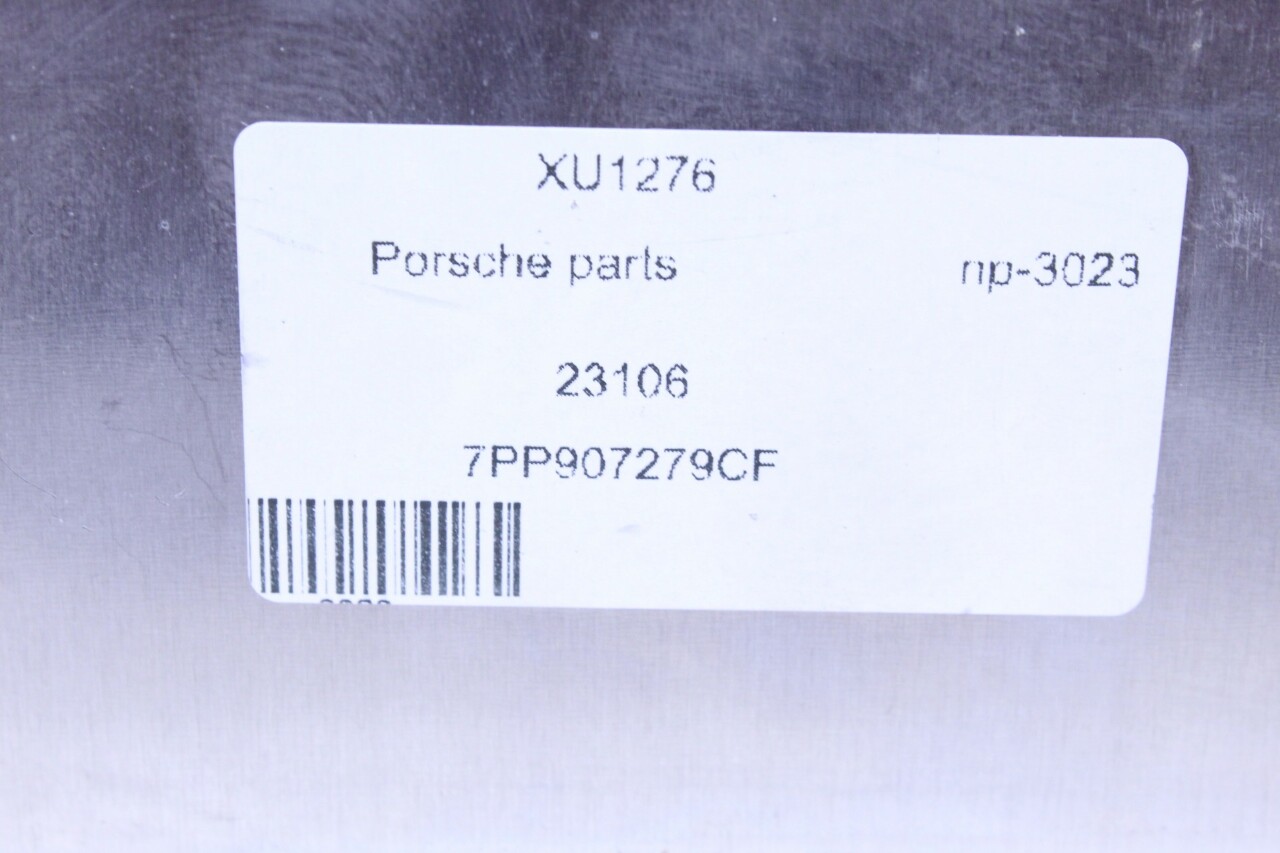 XU1276
Porsche parts np-3023
23106
7PP907279CF